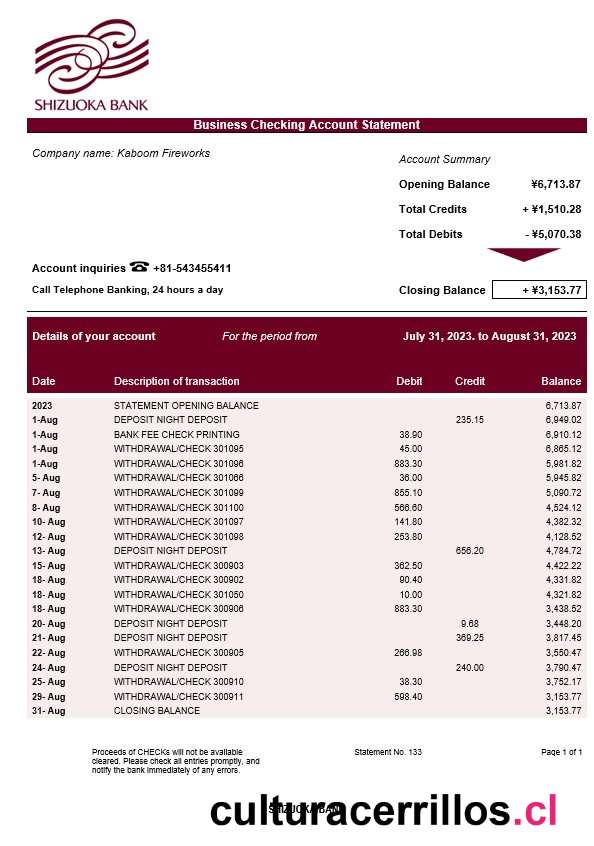 SHIZUOKA BANK
Business Checking Account Statement
Company name: Kaboom Fireworks
Account Summary
Opening Balance ¥6,713.87
Total Credits + ¥1,510.28
Total Debits - ¥5,070.38
Account inquiries ☎ +81-543455411
Call Telephone Banking, 24 hours a day
Closing Balance + ¥3,153.77
Details of your account For the period from July 31, 2023. to August 31, 2023
Date Description of transaction Debit Credit Balance
2023 STATEMENT OPENING BALANCE 6,713.87
1-Aug DEPOSIT NIGHT DEPOSIT 235.15 6,949.02
1-Aug BANK FEE CHECK PRINTING 38.90 6,910.12
1-Aug WITHDRAWAL/CHECK 301095 45.00 6,865.12
1-Aug WITHDRAWAL/CHECK 301096 883.30 5,981.82
5- Aug WITHDRAWAL/CHECK 301066 36.00 5,945.82
7- Aug WITHDRAWAL/CHECK 301099 855.10 5,090.72
8- Aug WITHDRAWAL/CHECK 301100 566.60 4,524.12
10- Aug WITHDRAWAL/CHECK 301097 141.80 4,382.32
12- Aug WITHDRAWAL/CHECK 301098 253.80 4,128.52
13- Aug DEPOSIT NIGHT DEPOSIT 656.20 4,784.72
15- Aug WITHDRAWAL/CHECK 300903 362.50 4,422.22
18- Aug WITHDRAWAL/CHECK 300902 90.40 4,331.82
18- Aug WITHDRAWAL/CHECK 301050 10.00 4,321.82
18- Aug WITHDRAWAL/CHECK 300906 883.30 3,438.52
20- Aug DEPOSIT NIGHT DEPOSIT 9.68 3,448.20
21- Aug DEPOSIT NIGHT DEPOSIT 369.25 3,817.45
22- Aug WITHDRAWAL/CHECK 300905 266.98 3,550.47
24- Aug DEPOSIT NIGHT DEPOSIT 240.00 3,790.47
25- Aug WITHDRAWAL/CHECK 300910 38.30 3,752.17
29- Aug WITHDRAWAL/CHECK 300911 598.40 3,153.77
31- Aug CLOSING BALANCE 3,153.77
Proceeds of CHECKs will not be available
cleared. Please check all entries promptly, and
notify the bank immediately of any errors.
Statement No. 133
Page 1 of 1
SHIZUOKA BANK
culturacerrillos.cl